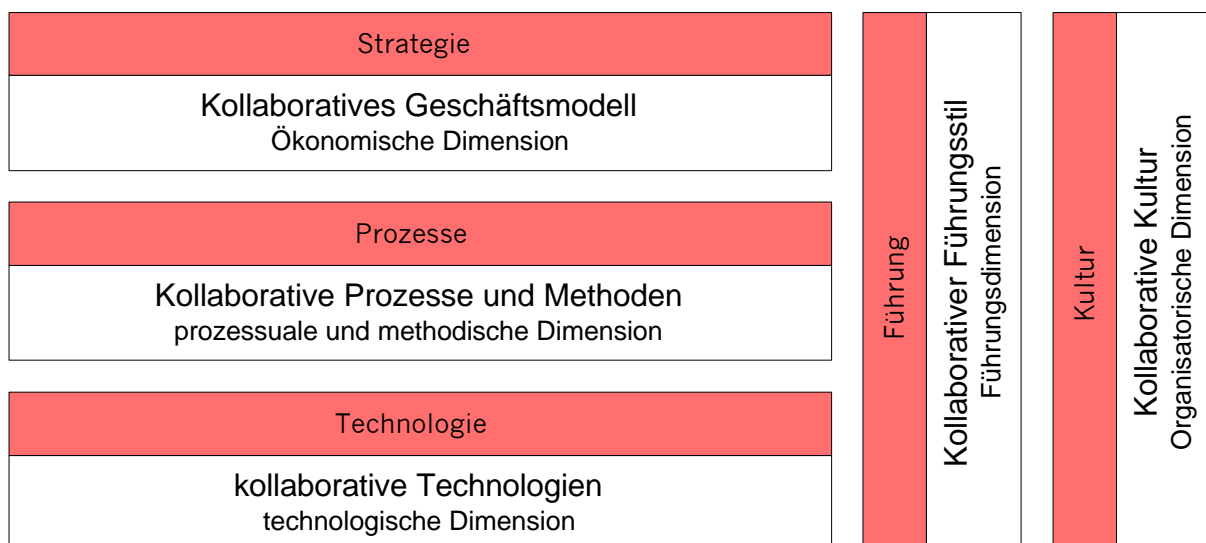 Strategie
Kollaboratives Geschäftsmodell
Ökonomische Dimension
Prozesse
Kollaborative Prozesse und Methoden
prozessuale und methodische Dimension
Technologie
kollaborative Technologien
technologische Dimension
Führung
Kollaborativer Führungsstil
Führungsdimension
Kultur
Kollaborative Kultur
Organisatorische Dimension